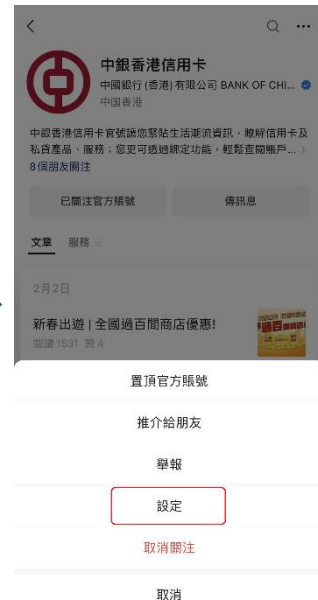 中銀香港信用卡
中國銀行 (香港) 有限公司 BANK OF CHI...
中国香港
中銀香港信用卡官號讓您緊貼生活潮流資訊，瞭解信用卡及
私貸產品、服務；您更可透過綁定功能，輕鬆查閱賬戶...
8個朋友關注
已關注官方賬號
傳訊息
文章 服務
2月2日
新春出遊 | 全國過百間商店優惠!
閱讀 1531 贊 4
置頂官方賬號
推介給朋友
舉報
設定
取消關注
取消